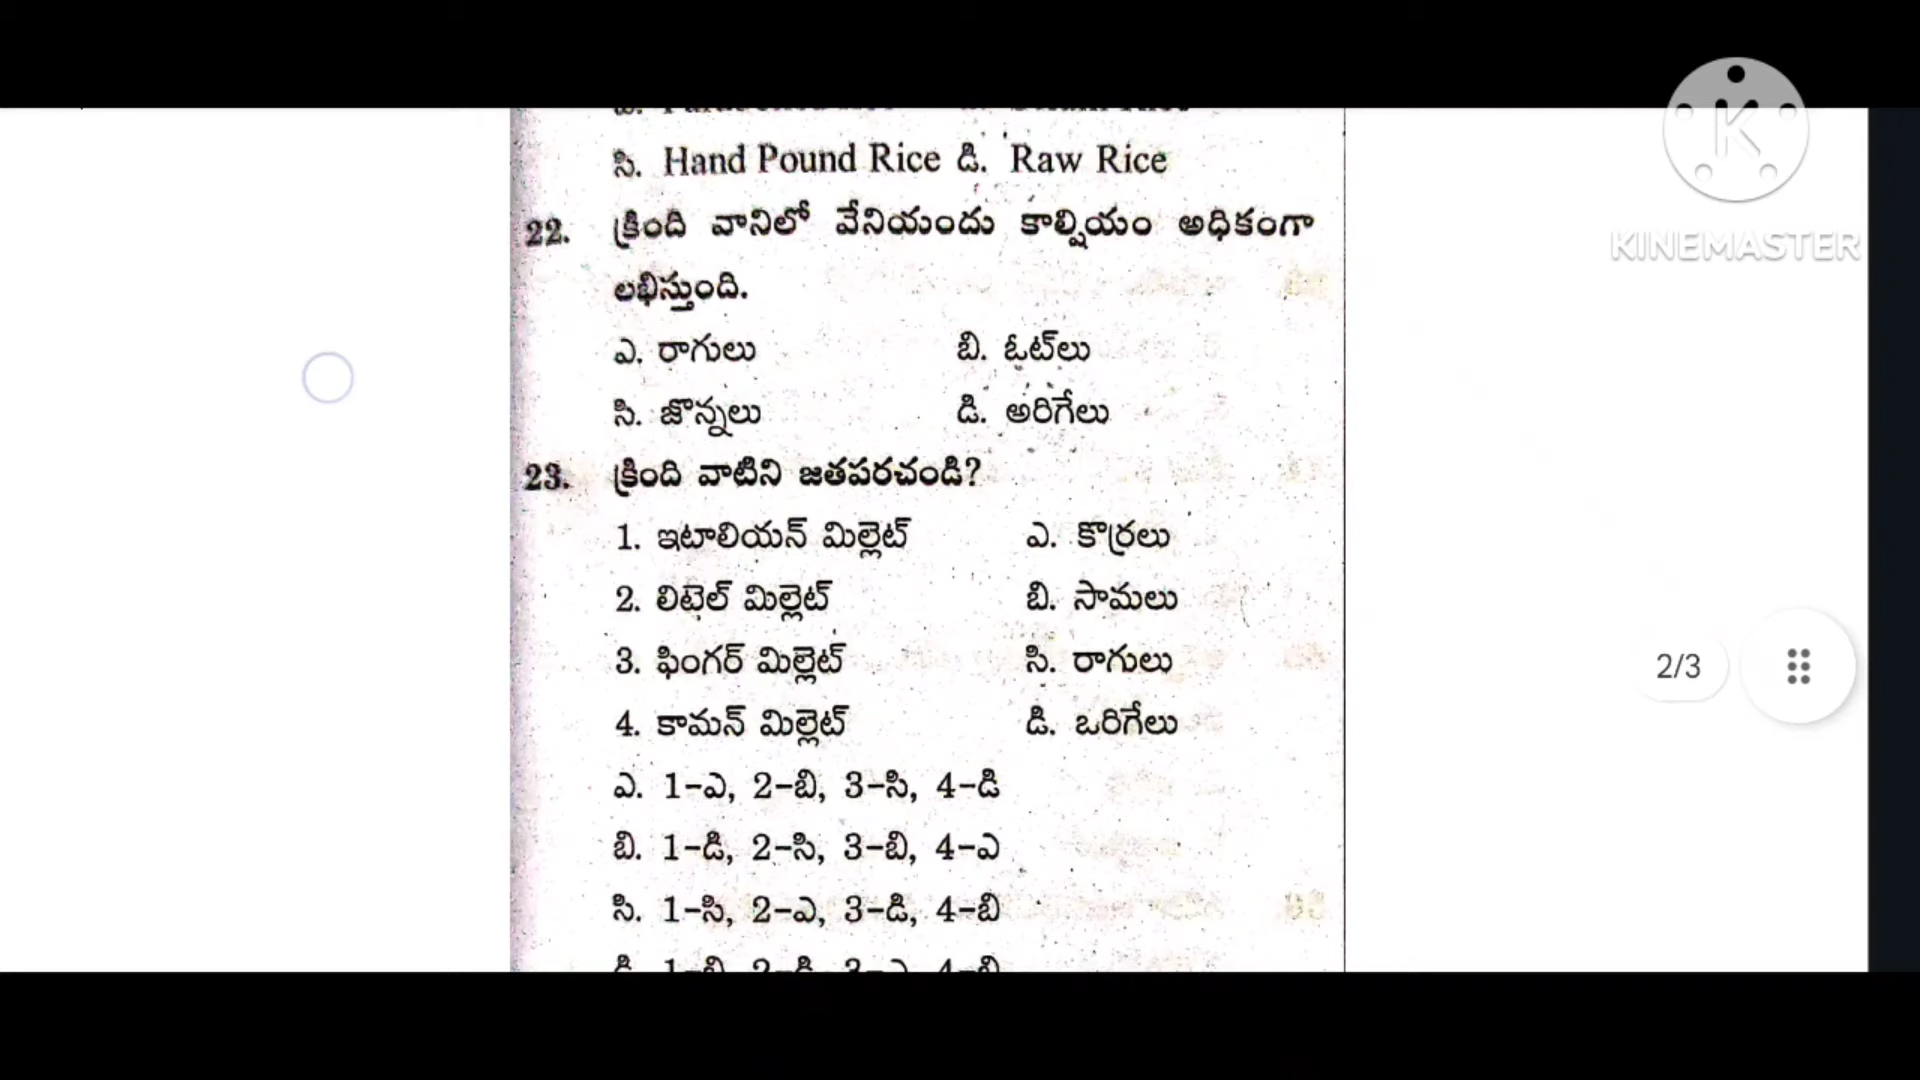 సి. Hand Pound Rice డి. Raw Rice
KINEMASTER
22. క్రింది వానిలో వేనియందు కాల్షియం అధికంగా
లభిస్తుంది.
ఎ. రాగులు బి. ఓట్‌లు
సి. జొన్నలు డి. అరిగేలు
23. క్రింది వాటిని జతపరచండి?
1. ఇటాలియన్ మిల్లెట్ ఎ. కొర్రలు
2. లిటెల్ మిల్లెట్ బి. సామలు
3. ఫింగర్ మిల్లెట్ సి. రాగులు
2/3
4. కామన్ మిల్లెట్ డి. ఒరిగేలు
ఎ. 1-ఎ, 2-బి, 3-సి, 4-డి
బి. 1-డి, 2-సి, 3-బి, 4-ఎ
సి. 1-సి, 2-ఎ, 3-డి, 4-బి